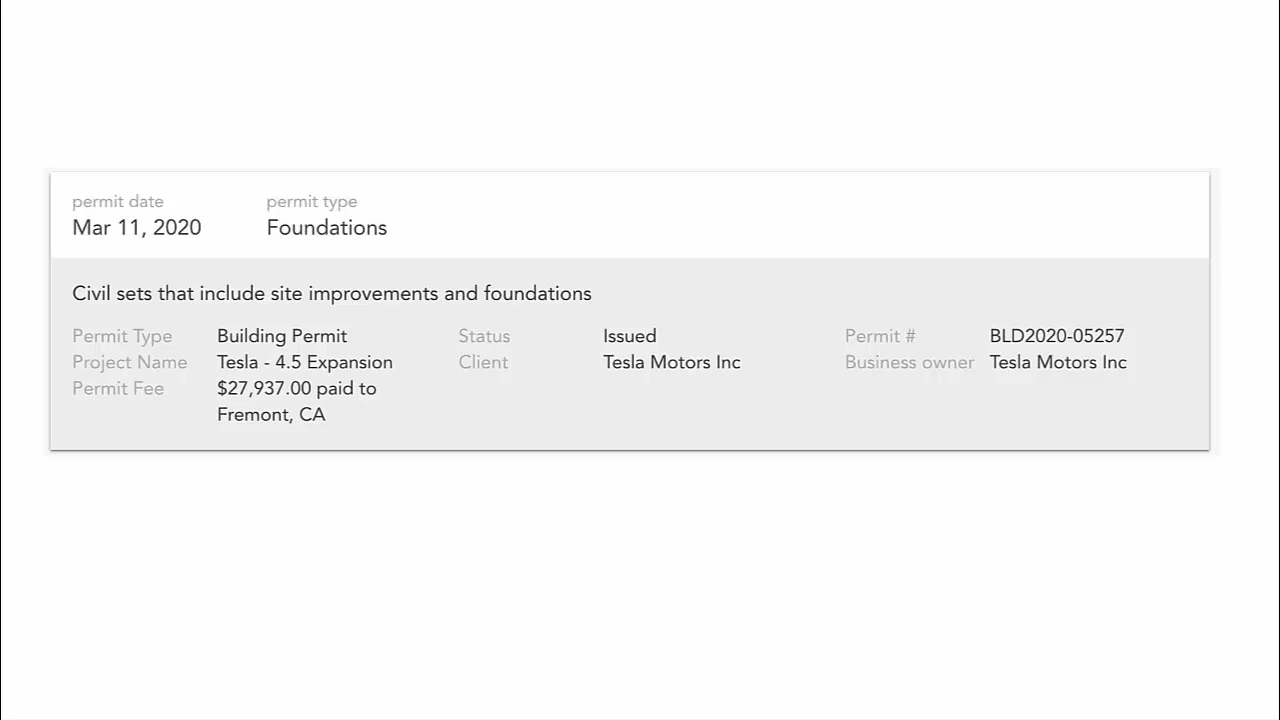 permit date permit type
Mar 11, 2020 Foundations
Civil sets that include site improvements and foundations
Permit Type Building Permit Status Issued Permit # BLD2020-05257
Project Name Tesla - 4.5 Expansion Client Tesla Motors Inc Business owner Tesla Motors Inc
Permit Fee $27,937.00 paid to
Fremont, CA